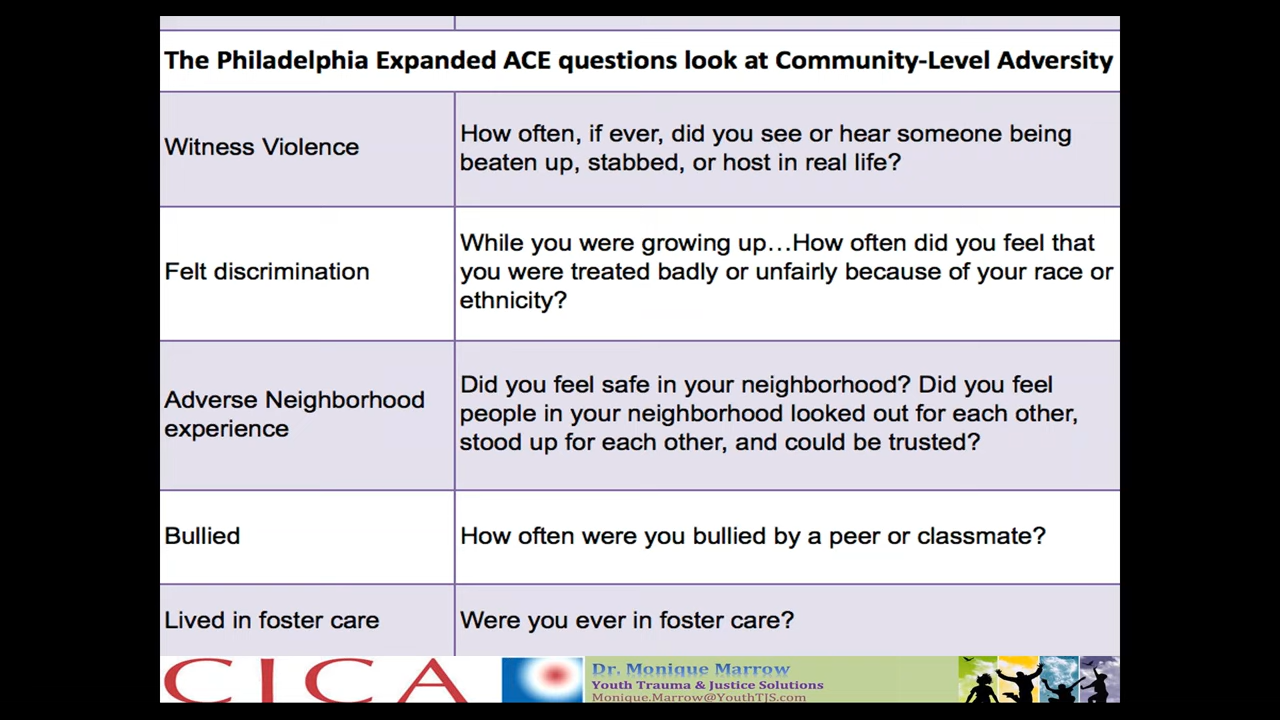 The Philadelphia Expanded ACE questions look at Community-Level Adversity
Witness Violence
How often, if ever, did you see or hear someone being
beaten up, stabbed, or host in real life?
Felt discrimination
While you were growing up…How often did you feel that
you were treated badly or unfairly because of your race or
ethnicity?
Adverse Neighborhood
experience
Did you feel safe in your neighborhood? Did you feel
people in your neighborhood looked out for each other,
stood up for each other, and could be trusted?
Bullied
How often were you bullied by a peer or classmate?
Lived in foster care
Were you ever in foster care?
CICA
Dr. Monique Marrow
Youth Trauma & Justice Solutions
Monique.Marrow@YouthTJS.com